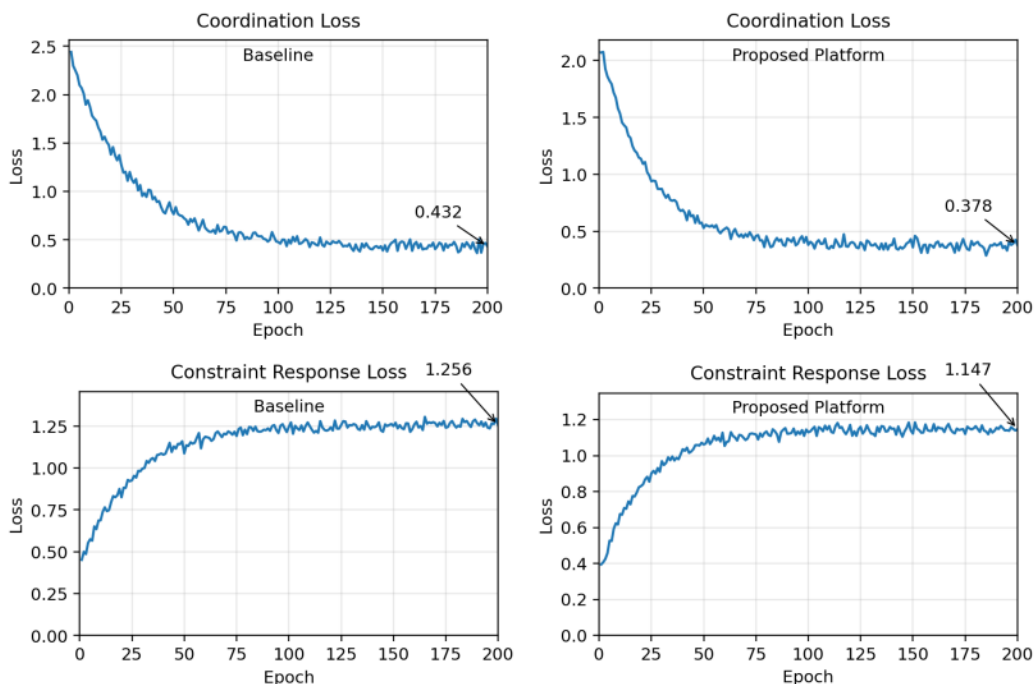 Coordination Loss
Baseline
2.5
2.0
1.5
1.0
0.5
0.0
Loss
0.432
0 25 50 75 100 125 150 175 200
Epoch
Coordination Loss
Proposed Platform
2.0
1.5
1.0
0.5
0.0
Loss
0.378
0 25 50 75 100 125 150 175 200
Epoch
Constraint Response Loss
1.256
Baseline
1.25
1.00
0.75
0.50
0.25
0.00
Loss
0 25 50 75 100 125 150 175 200
Epoch
Constraint Response Loss
1.147
Proposed Platform
1.2
1.0
0.8
0.6
0.4
0.2
0.0
Loss
0 25 50 75 100 125 150 175 200
Epoch